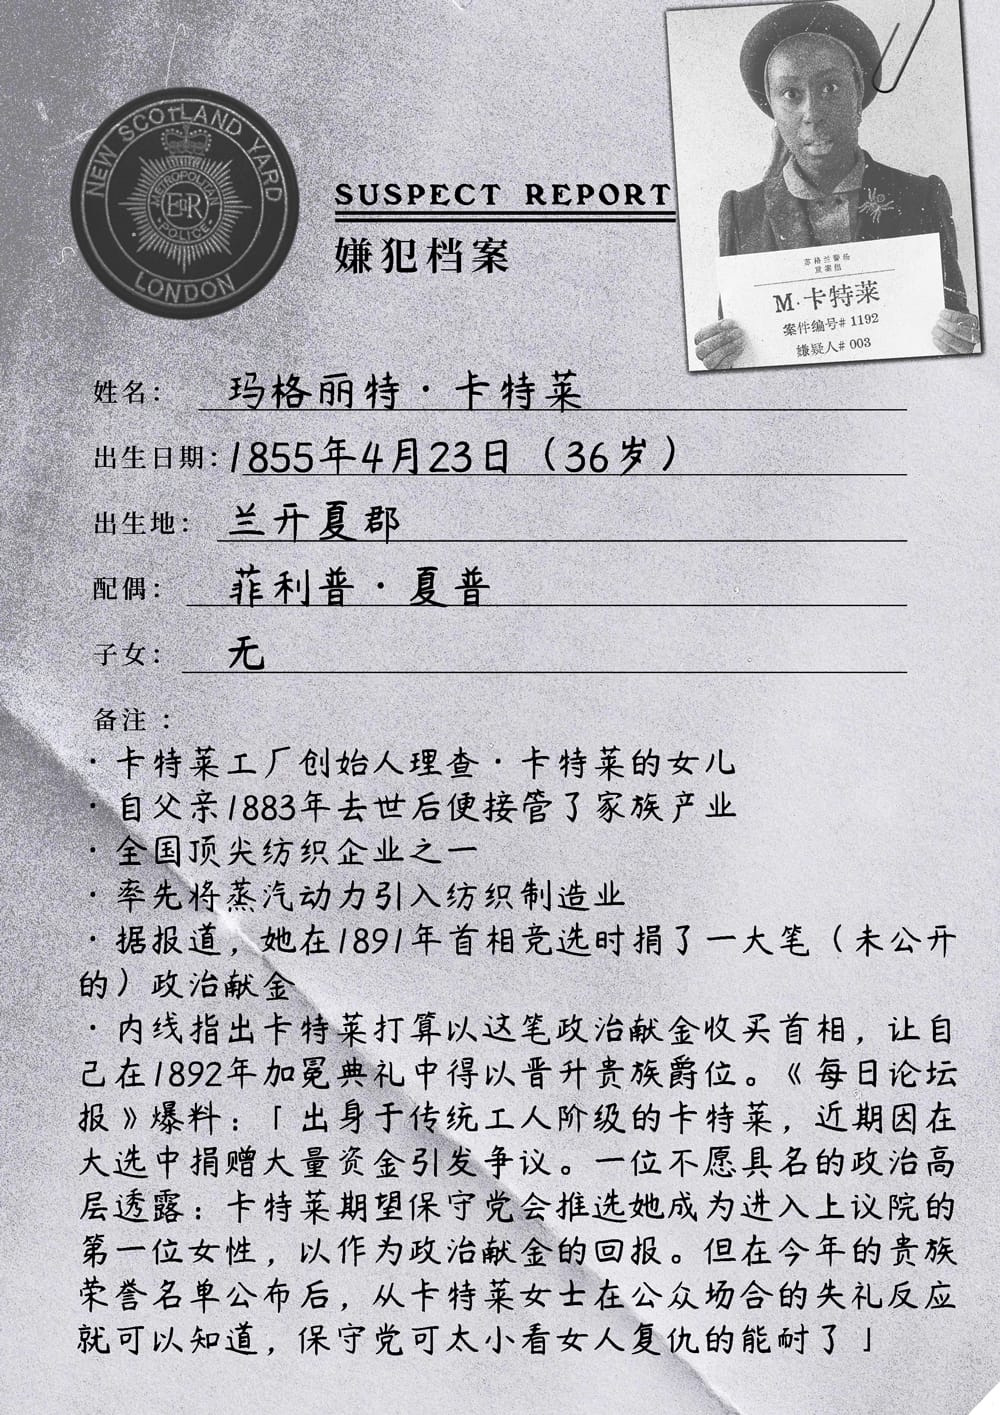 NEW SCOTLAND YARD
METROPOLITAN
EIIR
POLICE
LONDON
SUSPECT REPORT
嫌犯档案
苏格兰警场
重案组
M·卡特莱
案件编号# 1192
嫌疑人# 003
姓名： 玛格丽特·卡特莱
出生日期：1855年4月23日（36岁）
出生地： 兰开夏郡
配偶： 菲利普·夏普
子女： 无
备注：
·卡特莱工厂创始人理查·卡特莱的女儿
·自父亲1883年去世后便接管了家族产业
·全国顶尖纺织企业之一
·率先将蒸汽动力引入纺织制造业
·据报道，她在1891年首相竞选时捐了一大笔（未公开
的）政治献金
·内线指出卡特莱打算以这笔政治献金收买首相，让自
己在1892年加冕典礼中得以晋升贵族爵位。《每日论坛
报》爆料：「出身于传统工人阶级的卡特莱，近期因在
大选中捐赠大量资金引发争议。一位不愿具名的政治高
层透露：卡特莱期望保守党会推选她成为进入上议院的
第一位女性，以作为政治献金的回报。但在今年的贵族
荣誉名单公布后，从卡特莱女士在公众场合的失礼反应
就可以知道，保守党可太小看女人复仇的能耐了」